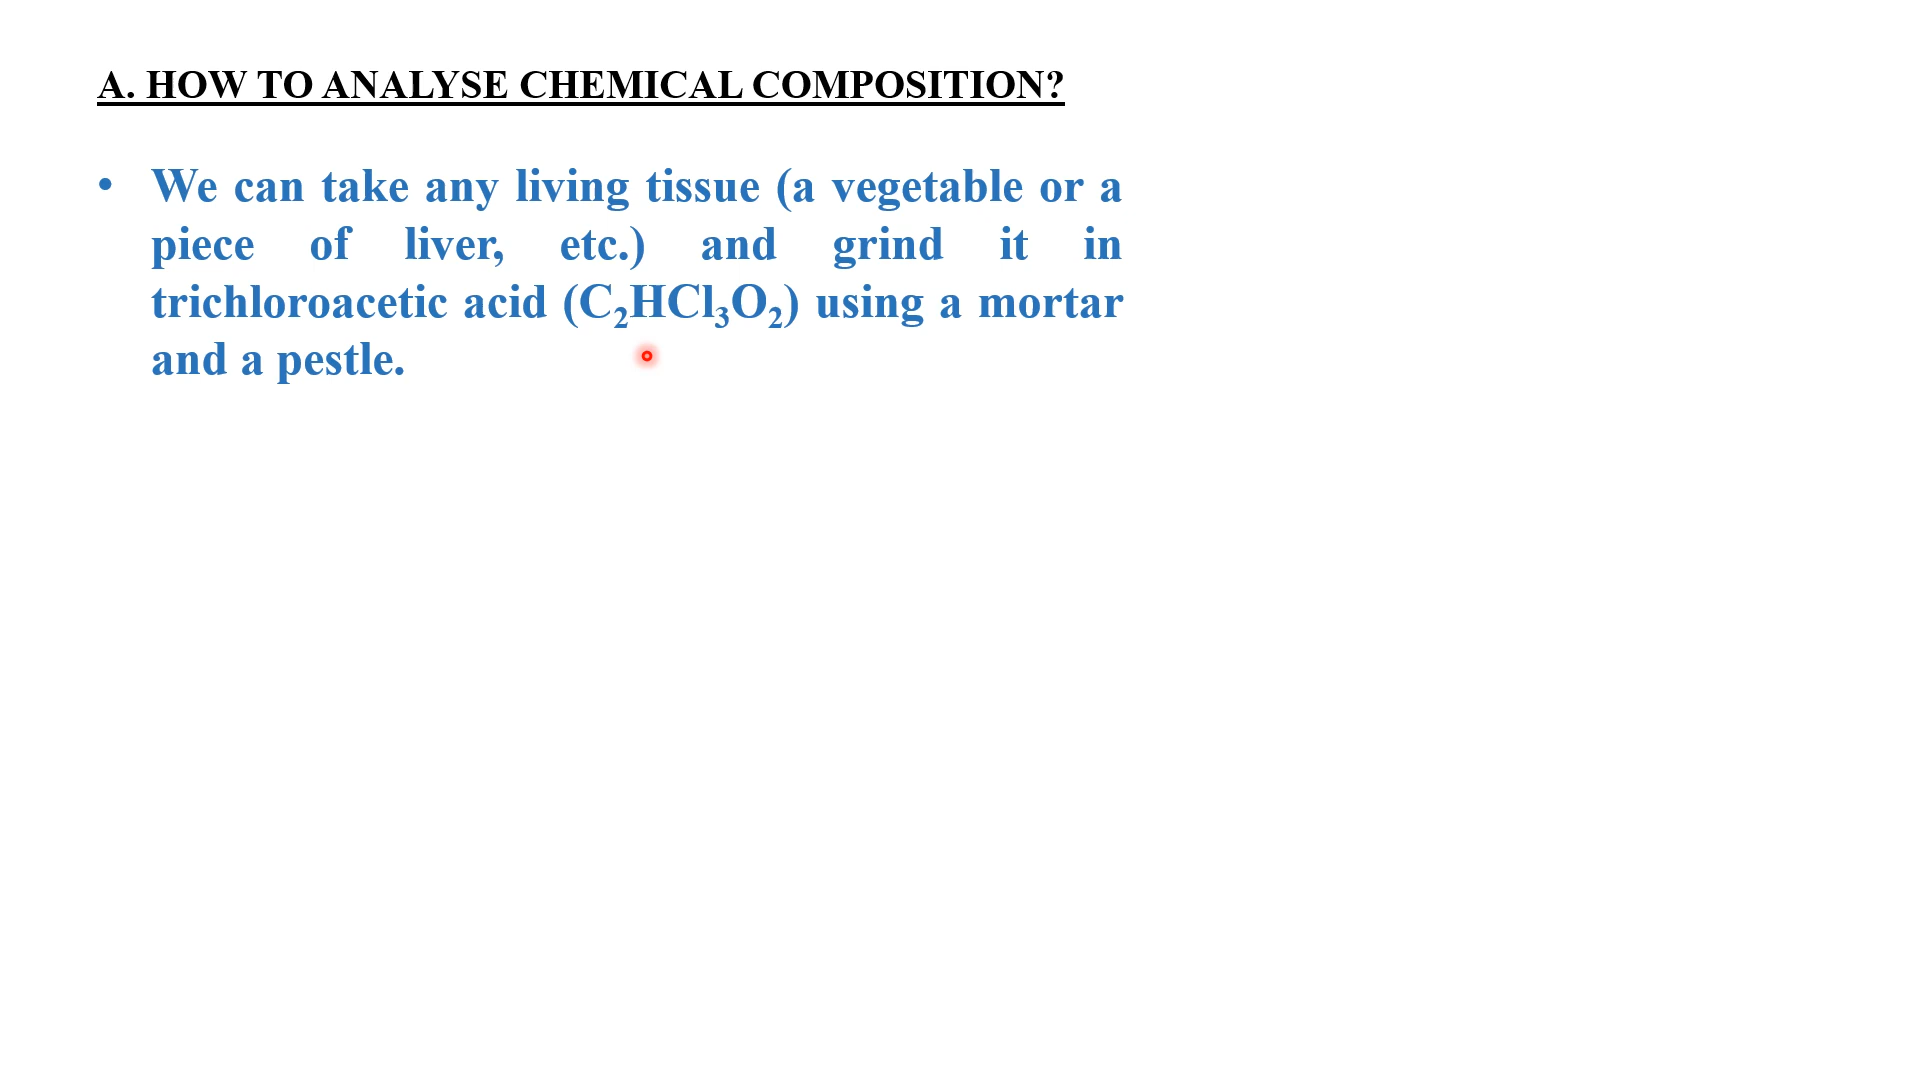 A. HOW TO ANALYSE CHEMICAL COMPOSITION?
• We can take any living tissue (a vegetable or a
piece of liver, etc.) and grind it in
trichloroacetic acid (C₂HCl₃O₂) using a mortar
and a pestle.